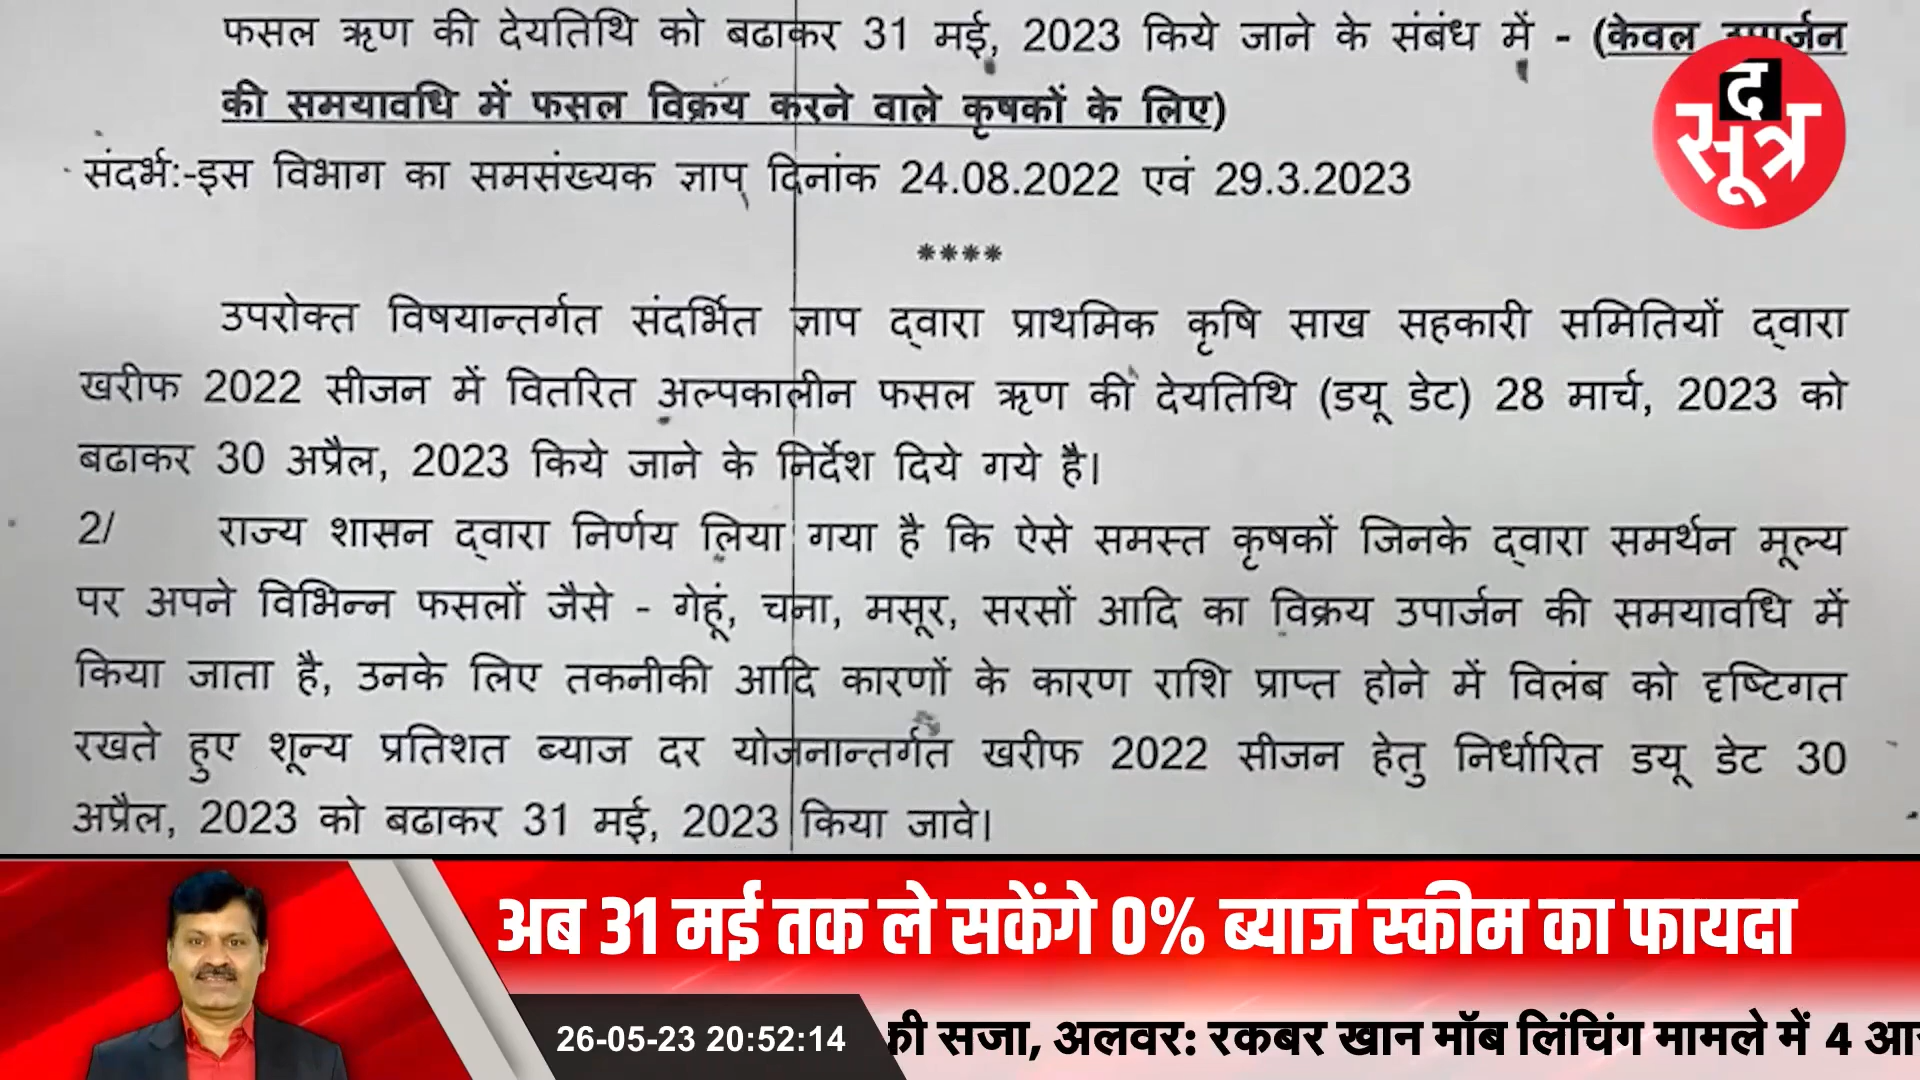 फसल ऋण की देयतिथि को बढाकर 31 मई, 2023 किये जाने के संबंध में - (केवल उपार्जन
की समयावधि में फसल विक्रय करने वाले कृषकों के लिए)
संदर्भ:-इस विभाग का समसंख्यक ज्ञाप् दिनांक 24.08.2022 एवं 29.3.2023
****
उपरोक्त विषयान्तर्गत संदर्भित ज्ञाप द्वारा प्राथमिक कृषि साख सहकारी समितियों द्वारा
खरीफ 2022 सीजन में वितरित अल्पकालीन फसल ऋण की देयतिथि (डयू डेट) 28 मार्च, 2023 को
बढाकर 30 अप्रैल, 2023 किये जाने के निर्देश दिये गये है।
2/ राज्य शासन द्वारा निर्णय लिया गया है कि ऐसे समस्त कृषकों जिनके द्वारा समर्थन मूल्य
पर अपने विभिन्न फसलों जैसे - गेहूं, चना, मसूर, सरसों आदि का विक्रय उपार्जन की समयावधि में
किया जाता है, उनके लिए तकनीकी आदि कारणों के कारण राशि प्राप्त होने में विलंब को दृष्टिगत
रखते हुए शून्य प्रतिशत ब्याज दर योजनान्तर्गत खरीफ 2022 सीजन हेतु निर्धारित डयू डेट 30
अप्रैल, 2023 को बढाकर 31 मई, 2023 किया जावे।
द
सूत्र
अब 31 मई तक ले सकेंगे 0% ब्याज स्कीम का फायदा
26-05-23 20:52:14
की सजा, अलवर: रकबर खान मॉब लिंचिंग मामले में 4